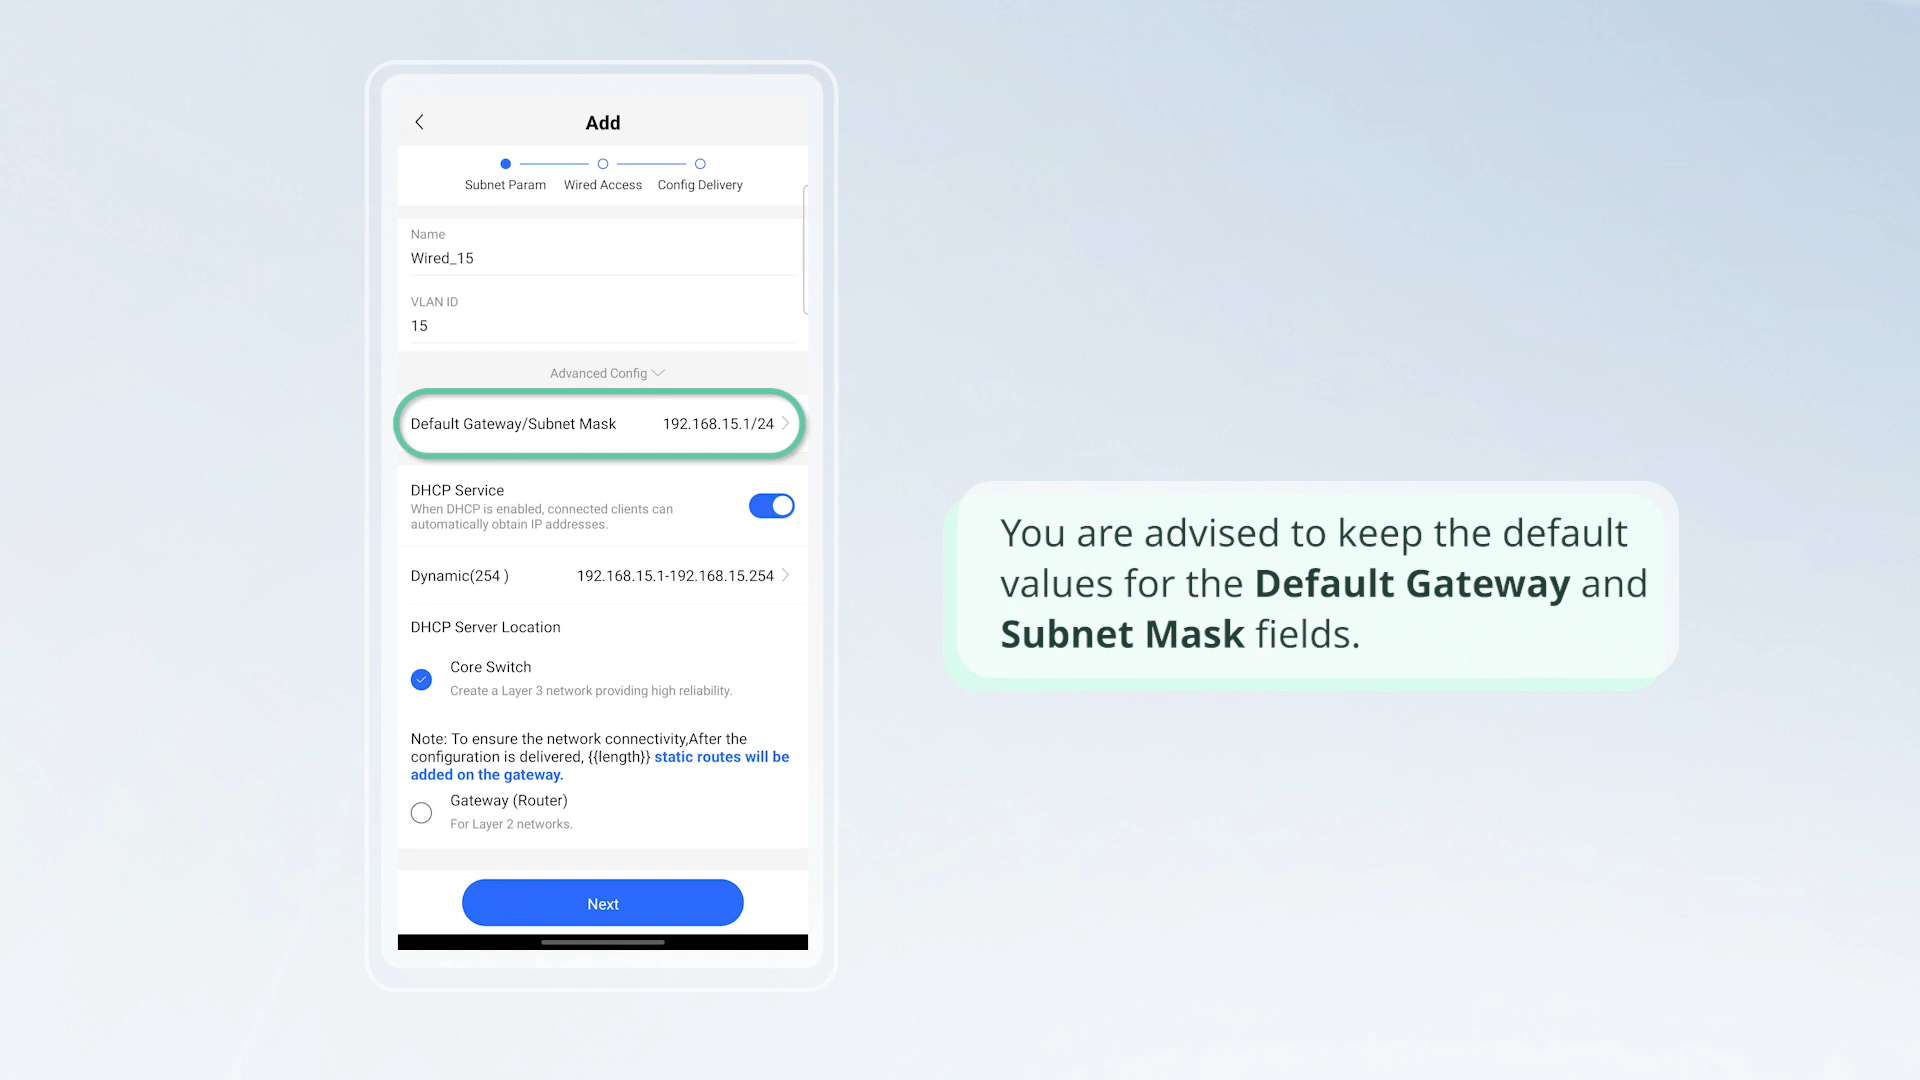 Add
Subnet Param Wired Access Config Delivery
Name
Wired_15
VLAN ID
15
Advanced Config
Default Gateway/Subnet Mask 192.168.15.1/24
DHCP Service
When DHCP is enabled, connected clients can
automatically obtain IP addresses.
Dynamic(254 ) 192.168.15.1-192.168.15.254
DHCP Server Location
Core Switch
Create a Layer 3 network providing high reliability.
Note: To ensure the network connectivity,After the
configuration is delivered, {{length}} static routes will be
added on the gateway.
Gateway (Router)
For Layer 2 networks.
Next
You are advised to keep the default
values for the Default Gateway and
Subnet Mask fields.